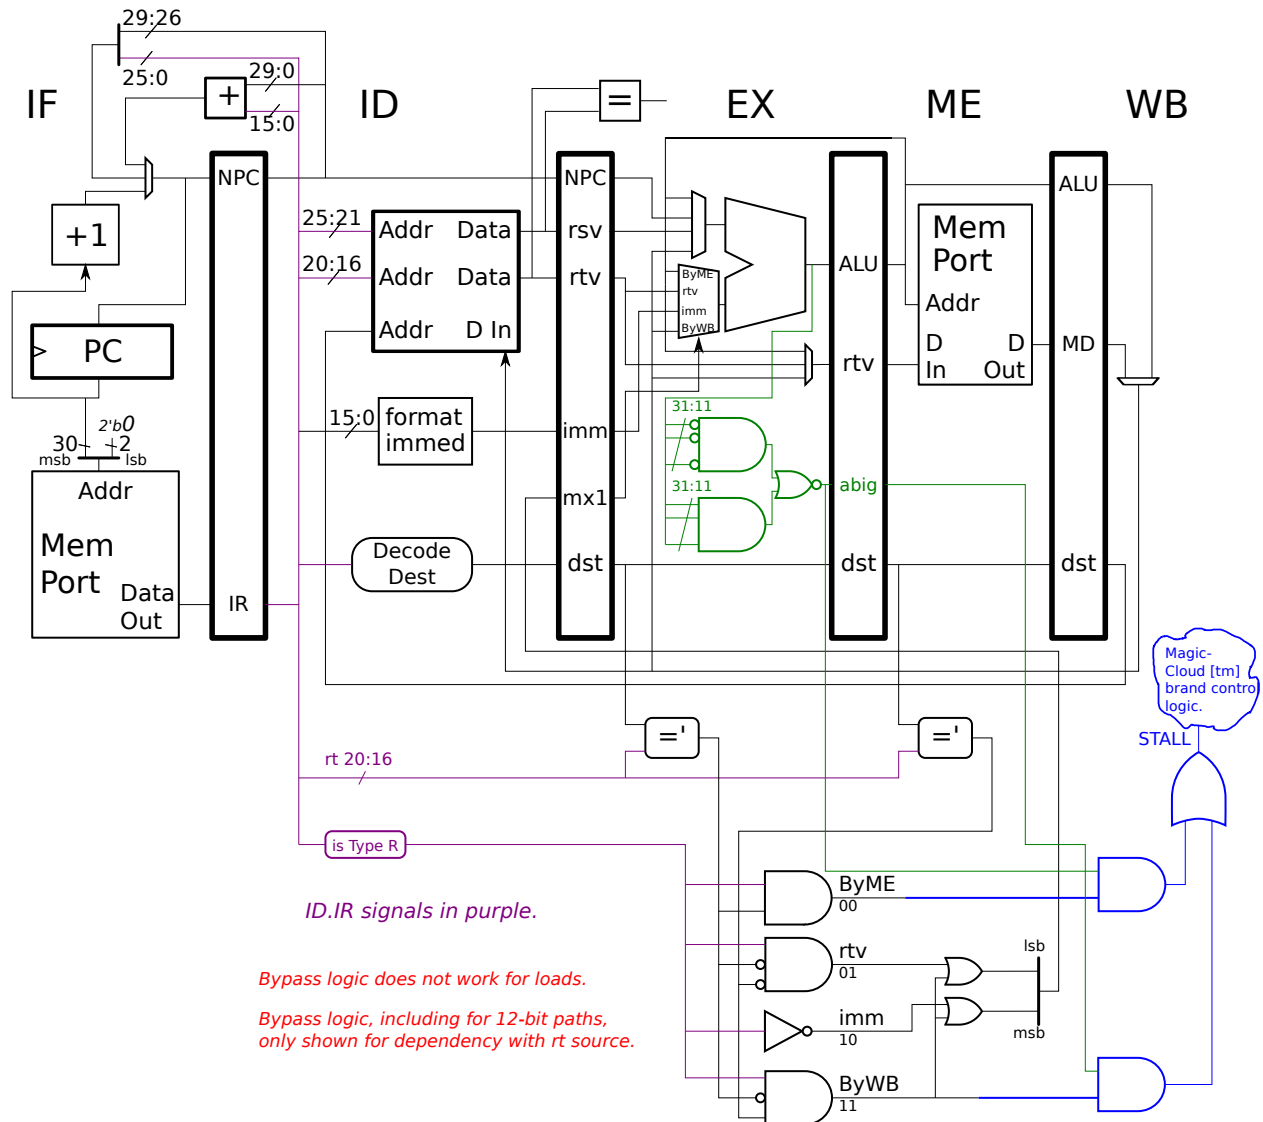 29:26
25:0
29:0
15:0
+
=
IF
ID
EX
ME
WB
NPC
NPC
ALU
+1
25:21
20:16
Addr
Data
Addr
Data
Addr
D In
rsv
rtv
ByME
rtv
imm
ByWB
ALU
Mem
Port
Addr
D
In
D
Out
MD
rtv
PC
30
2'b0
2
msb
lsb
Addr
Mem
Port
Data
Out
IR
15:0
format
immed
imm
mx1
31:11
31:11
abig
Decode
Dest
dst
dst
dst
Magic-
Cloud [tm]
brand contro
logic.
STALL
='
='
rt 20:16
is Type R
ID.IR signals in purple.
Bypass logic does not work for loads.
Bypass logic, including for 12-bit paths,
only shown for dependency with rt source.
ByME
00
rtv
01
imm
10
ByWB
11
lsb
msb